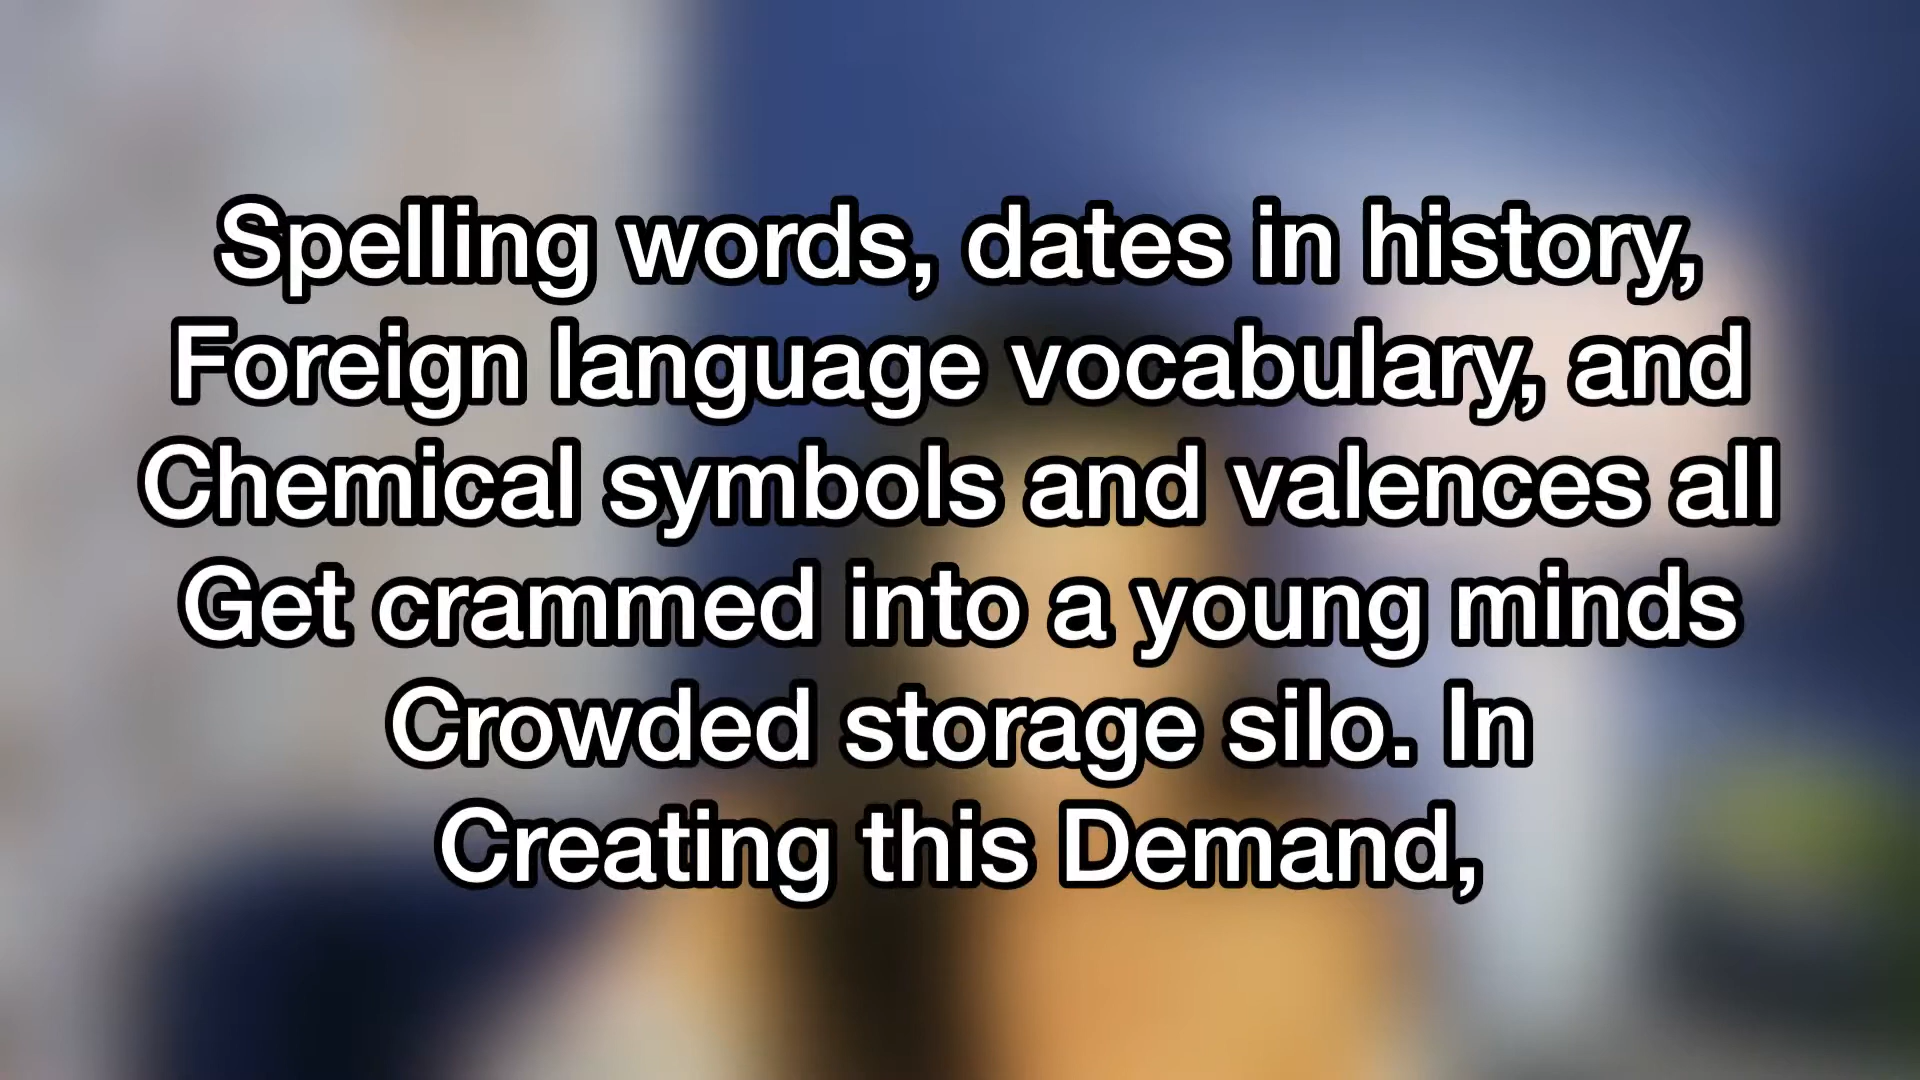 Spelling words, dates in history,
Foreign language vocabulary, and
Chemical symbols and valences all
Get crammed into a young minds
Crowded storage silo. In
Creating this Demand,